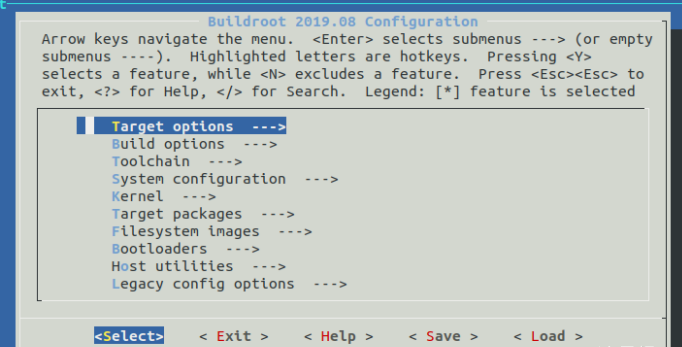 t
Buildroot 2019.08 Configuration
Arrow keys navigate the menu.  <Enter> selects submenus ---> (or empty
submenus ----).  Highlighted letters are hotkeys.  Pressing <Y>
selects a feature, while <N> excludes a feature.  Press <Esc><Esc> to
exit, <?> for Help, </> for Search.  Legend: [*] feature is selected
Target options  --->
Build options  --->
Toolchain  --->
System configuration  --->
Kernel  --->
Target packages  --->
Filesystem images  --->
Bootloaders  --->
Host utilities  --->
Legacy config options  --->
<Select>    < Exit >    < Help >    < Save >    < Load >